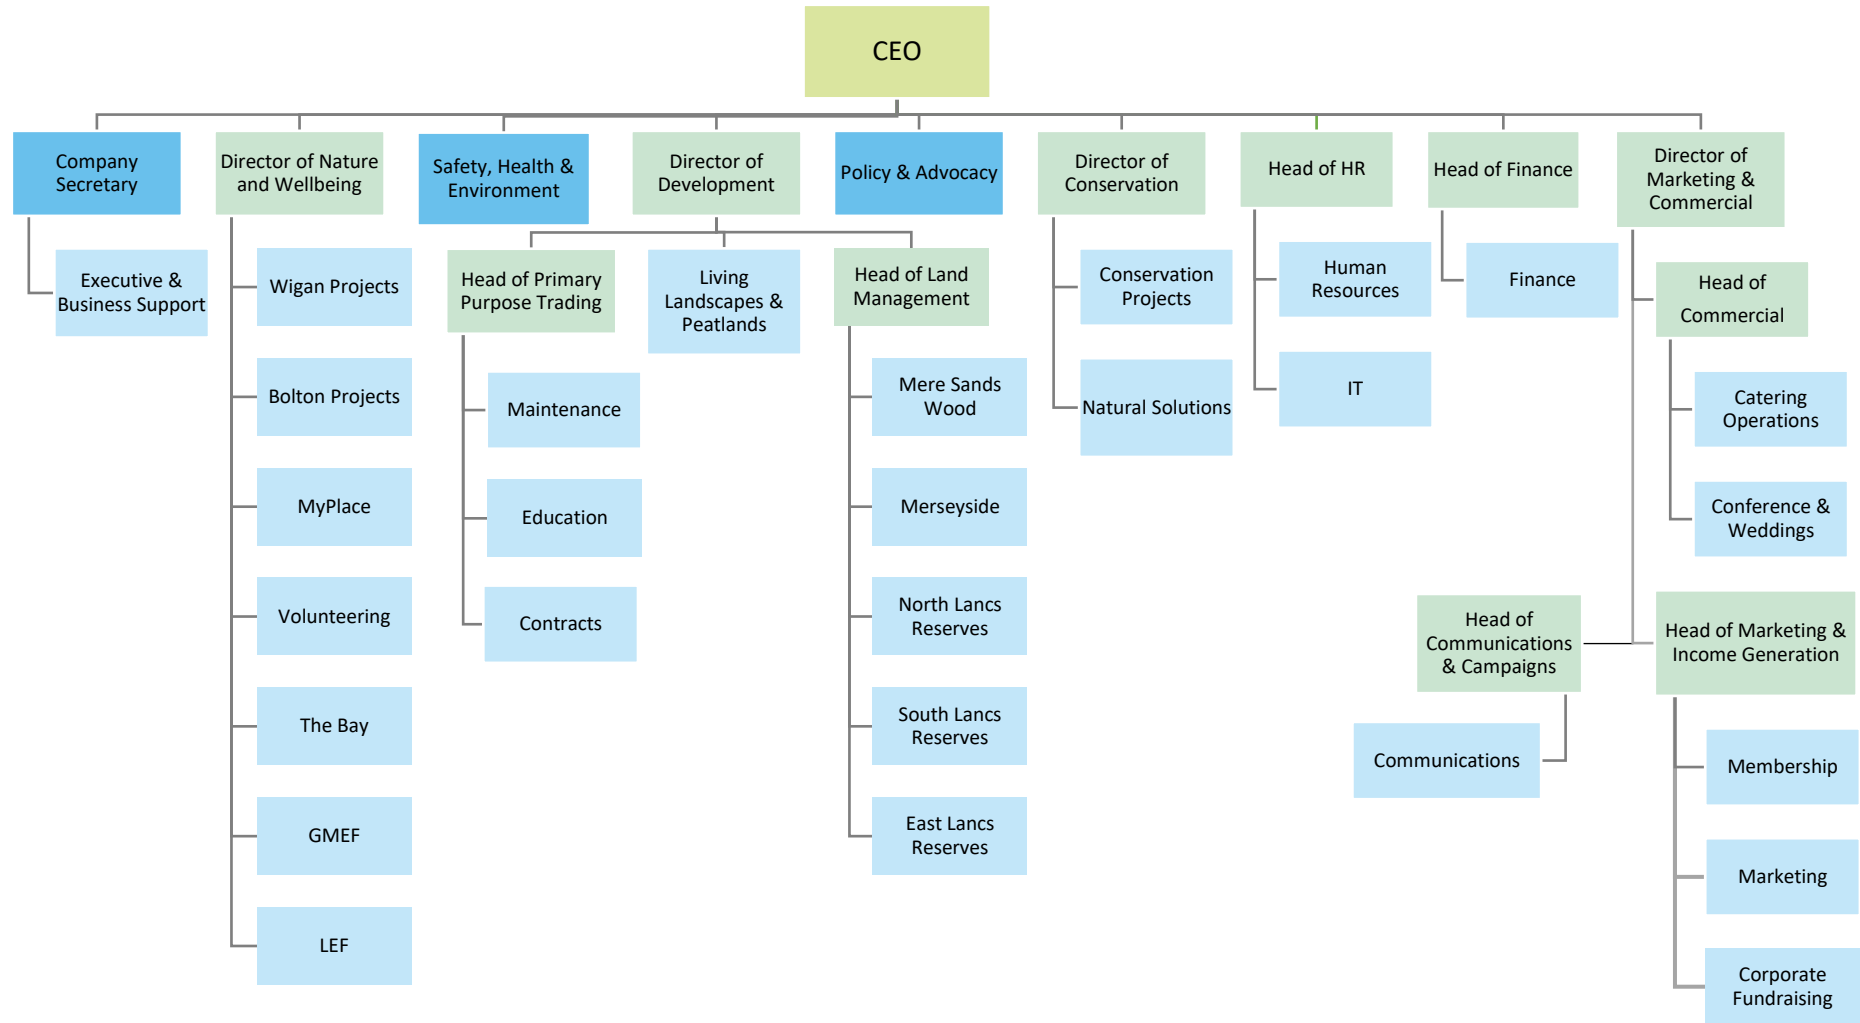 CEO
Company
Secretary
Director of Nature
and Wellbeing
Safety, Health &
Environment
Director of
Development
Policy & Advocacy
Director of
Conservation
Head of HR
Head of Finance
Director of
Marketing &
Commercial
Executive &
Business Support
Wigan Projects
Bolton Projects
MyPlace
Volunteering
The Bay
GMEF
LEF
Head of Primary
Purpose Trading
Maintenance
Education
Contracts
Living
Landscapes &
Peatlands
Head of Land
Management
Mere Sands
Wood
Merseyside
North Lancs
Reserves
South Lancs
Reserves
East Lancs
Reserves
Conservation
Projects
Natural Solutions
Human
Resources
IT
Finance
Head of
Commercial
Catering
Operations
Conference &
Weddings
Head of
Communications
& Campaigns
Communications
Head of Marketing &
Income Generation
Membership
Marketing
Corporate
Fundraising